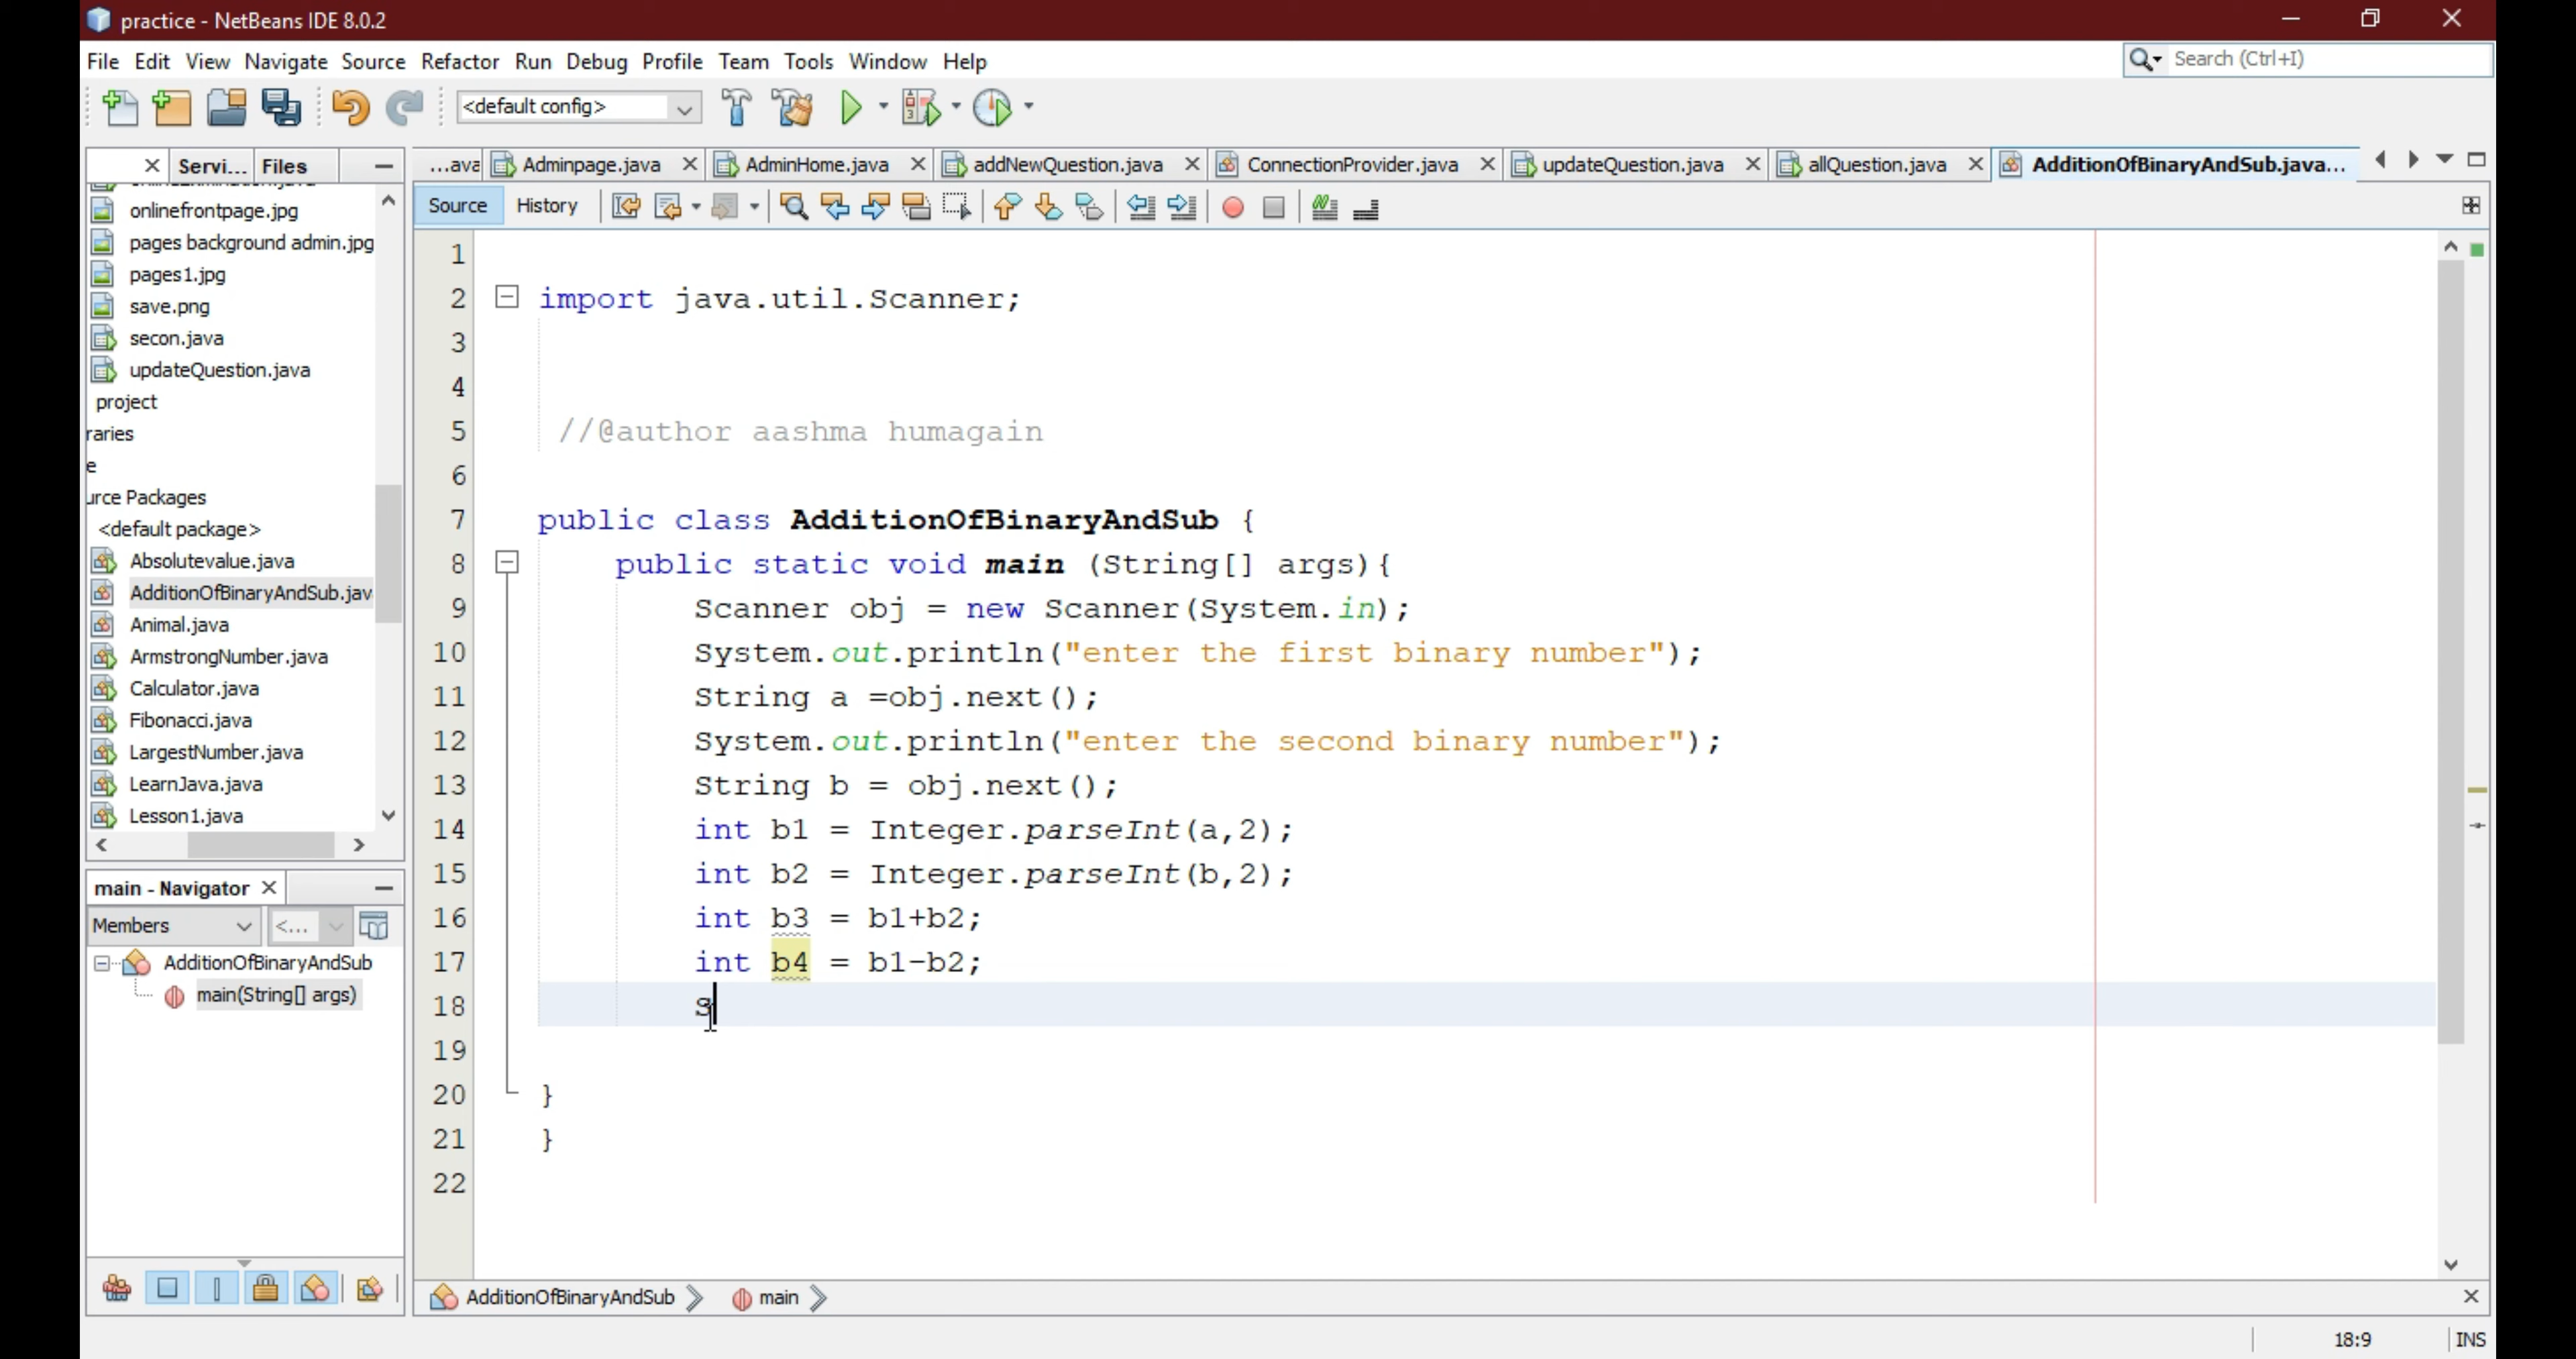 practice - NetBeans IDE 8.0.2
File Edit View Navigate Source Refactor Run Debug Profile Team Tools Window Help
Search (Ctrl+I)
<default config>
Servi... Files
...ava Adminpage.java AdminHome.java addNewQuestion.java ConnectionProvider.java updateQuestion.java allQuestion.java AdditionOfBinaryAndSub.java...
Source History
onlinefrontpage.jpg
pages background admin.jpg
pages1.jpg
save.png
secon.java
updateQuestion.java
project
raries
e
urce Packages
<default package>
Absolutevalue.java
AdditionOfBinaryAndSub.jav
Animal.java
ArmstrongNumber.java
Calculator.java
Fibonacci.java
LargestNumber.java
LearnJava.java
Lesson1.java
main - Navigator
Members <...
AdditionOfBinaryAndSub
main(String[] args)
1
2 import java.util.Scanner;
3
4
5 //@author aashma humagain
6
7 public class AdditionOfBinaryAndSub {
8 public static void main (String[] args){
9 Scanner obj = new Scanner(System.in);
10 System.out.println("enter the first binary number");
11 String a =obj.next();
12 System.out.println("enter the second binary number");
13 String b = obj.next();
14 int b1 = Integer.parseInt(a,2);
15 int b2 = Integer.parseInt(b,2);
16 int b3 = b1+b2;
17 int b4 = b1-b2;
18 S
19
20 }
21 }
22
AdditionOfBinaryAndSub main
18:9 INS